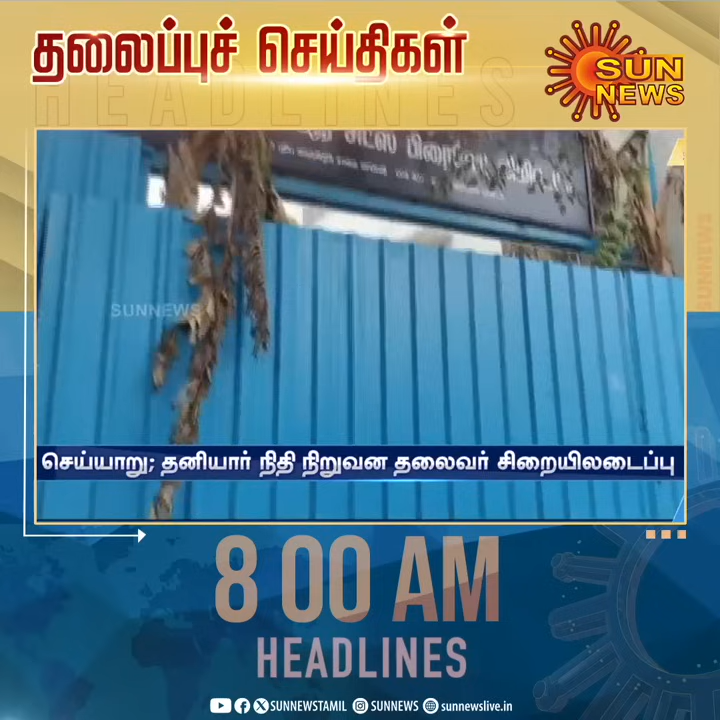 தலைப்புச் செய்திகள்
SUN
NEWS
HEADLINES
சிட்ஸ் பிரைவேட் லிமிடெட்
SUNNEWS
செய்யாறு; தனியார் நிதி நிறுவன தலைவர் சிறையிலடைப்பு
8 00 AM
HEADLINES
SUNNEWSTAMIL SUNNEWS sunnewslive.in